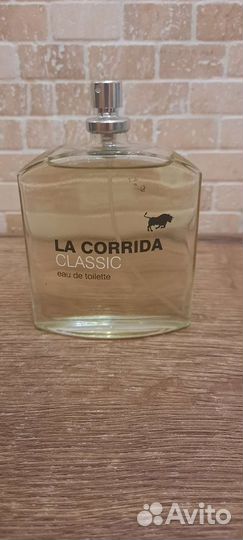 LA CORRIDA
CLASSIC
eau de toilette
Avito